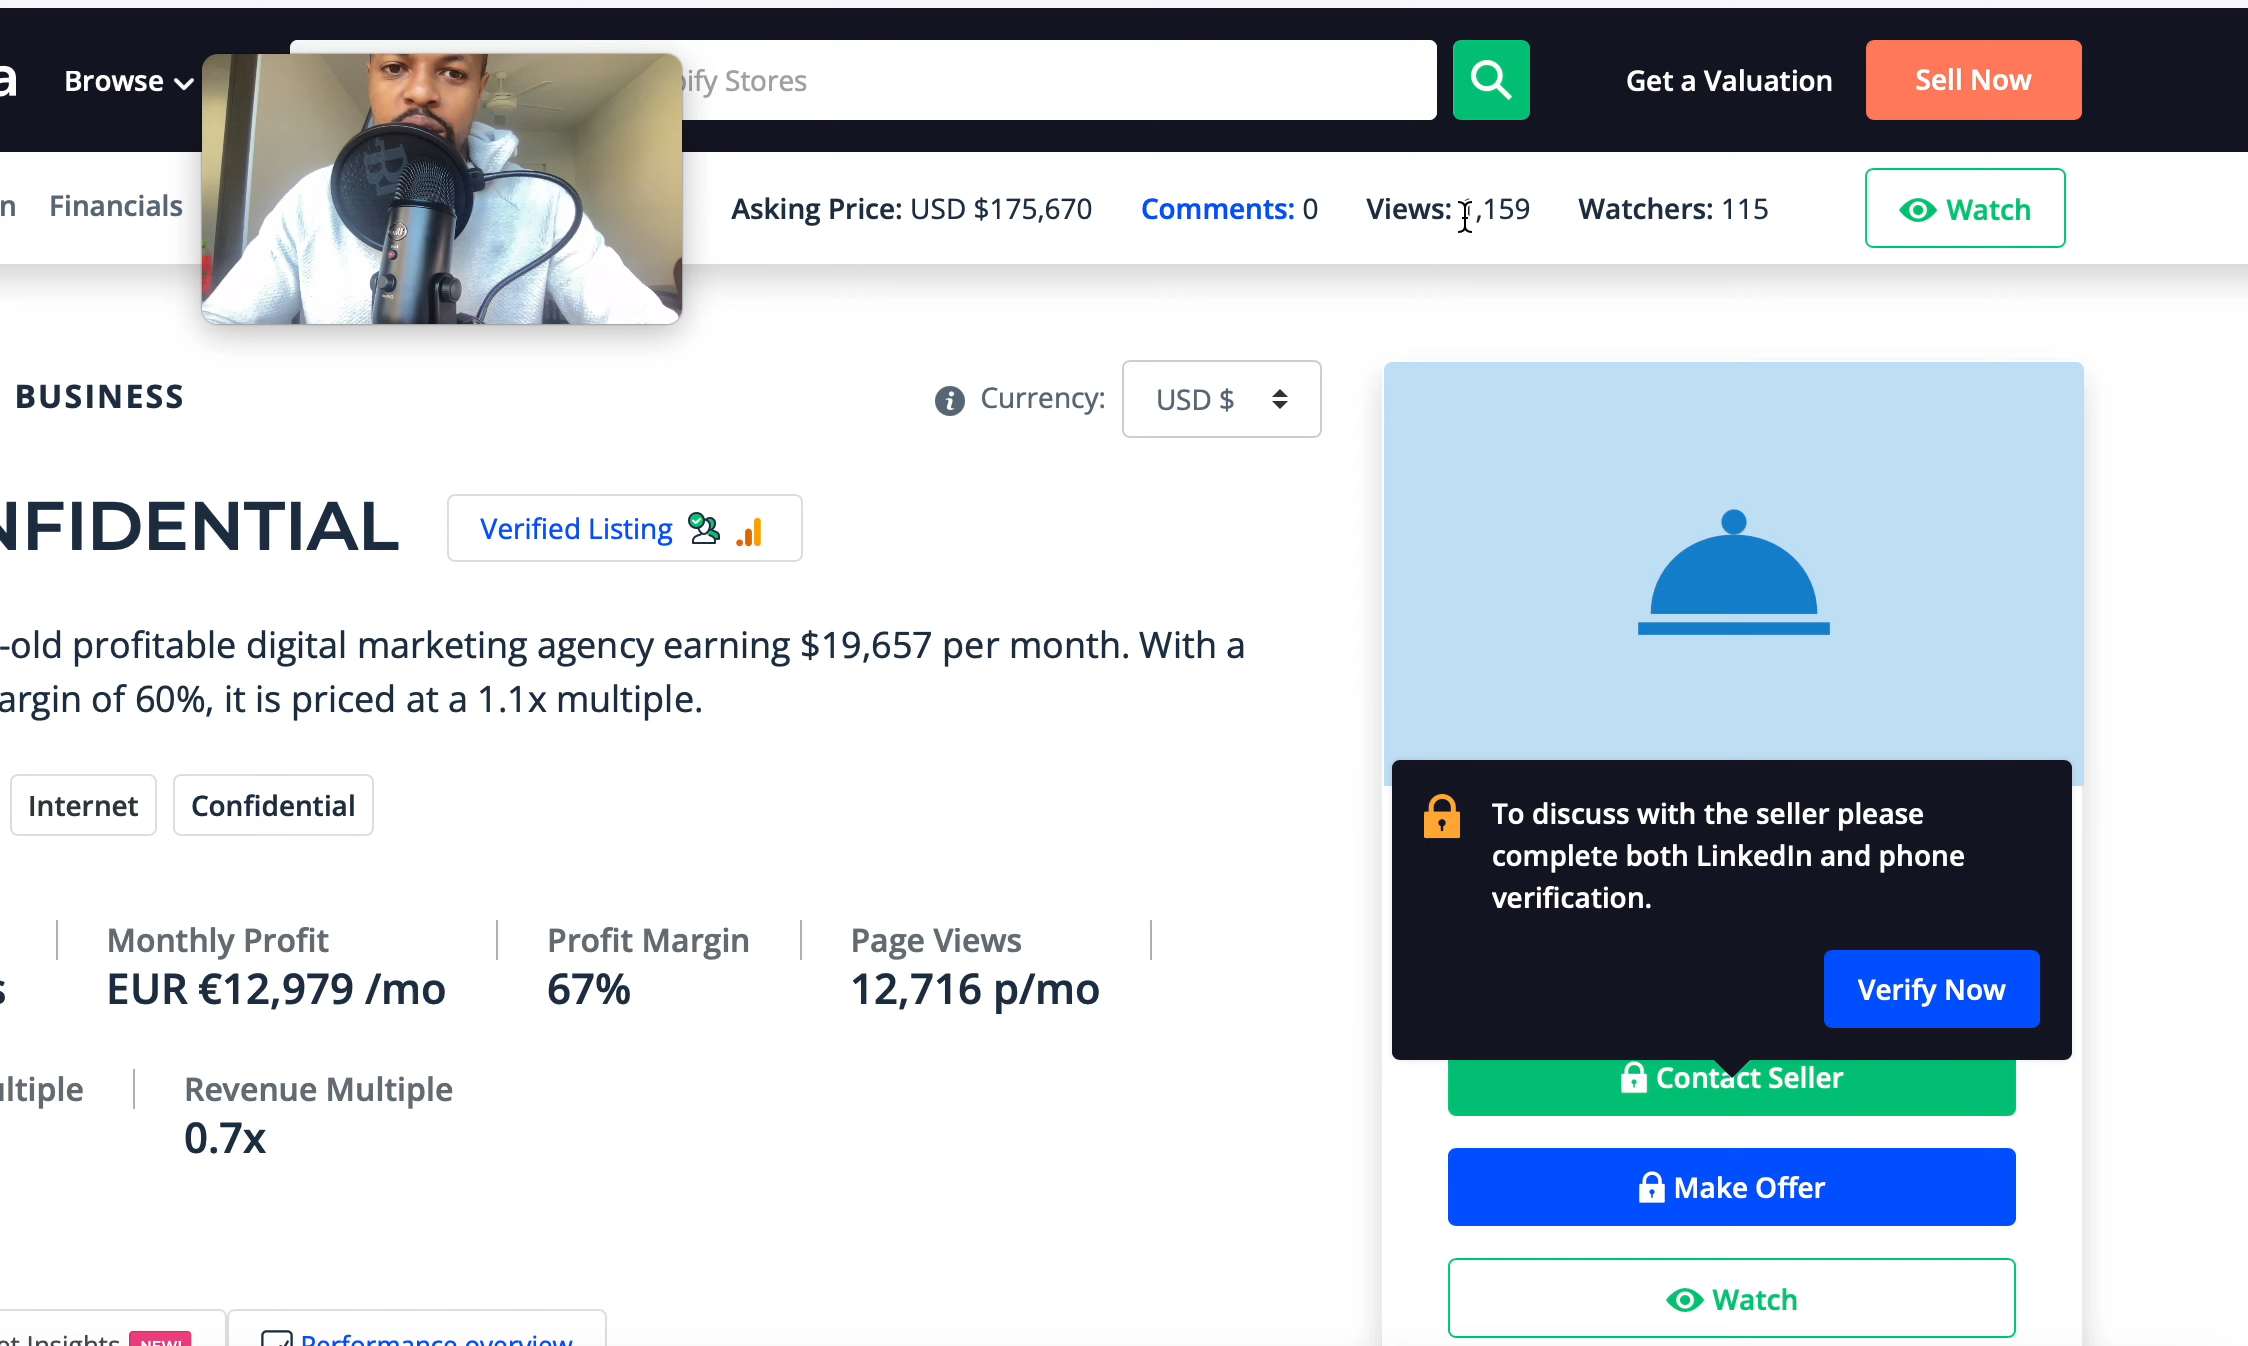 a Browse
ify Stores
Get a Valuation
Sell Now
n Financials
Asking Price: USD $175,670 Comments: 0 Views: ,159 Watchers: 115
Watch
BUSINESS
Currency: USD $
NFIDENTIAL
Verified Listing
-old profitable digital marketing agency earning $19,657 per month. With a
argin of 60%, it is priced at a 1.1x multiple.
Internet Confidential
To discuss with the seller please
complete both LinkedIn and phone
verification.
Verify Now
Monthly Profit Profit Margin Page Views
s EUR €12,979 /mo 67% 12,716 p/mo
ltiple Revenue Multiple
0.7x
Contact Seller
Make Offer
Watch
et Insights NEW! Performance overview